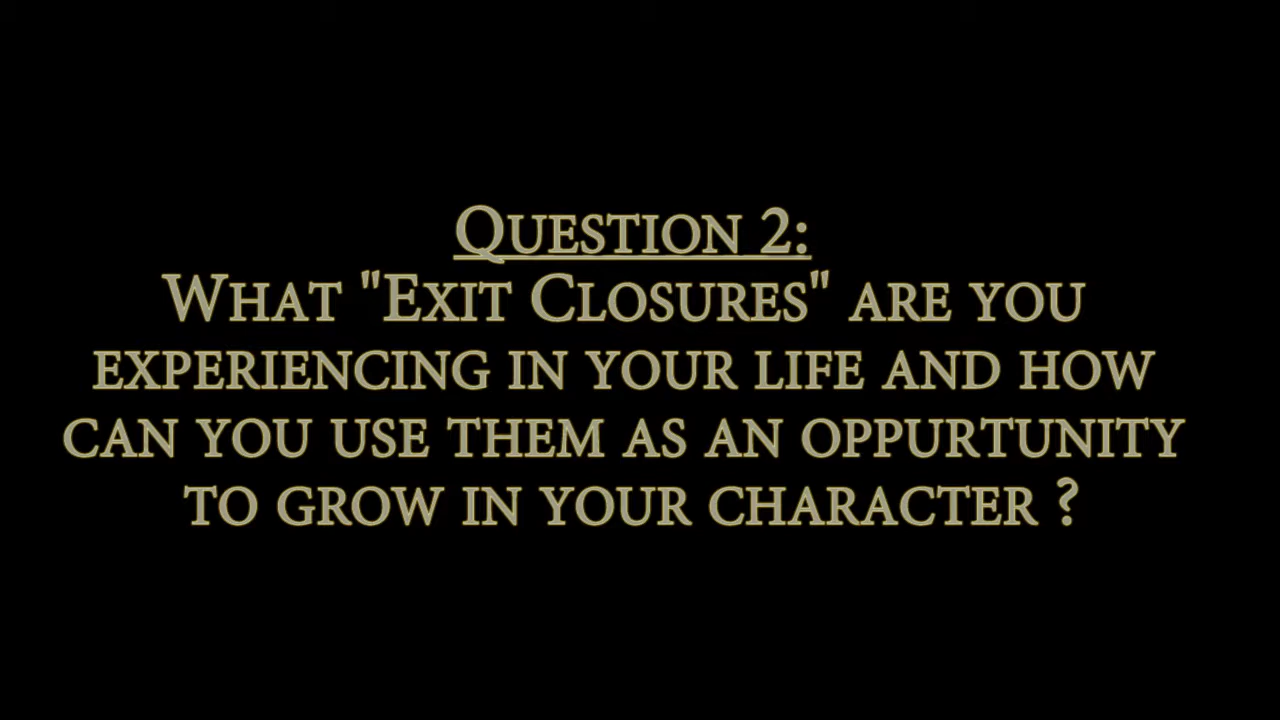 Question 2:
What "Exit Closures" are you
experiencing in your life and how
can you use them as an oppurtunity
to grow in your character ?